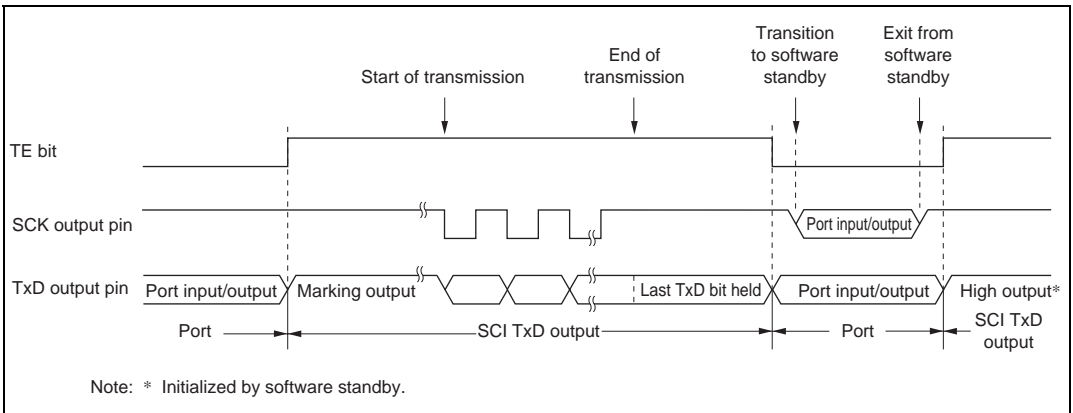 Transition
to software
standby
Exit from
software
standby
End of
transmission
Start of transmission
TE bit
SCK output pin
Port input/output
TxD output pin
Port input/output
Marking output
Last TxD bit held
Port input/output
High output*
Port
SCI TxD output
Port
SCI TxD
output
Note: * Initialized by software standby.